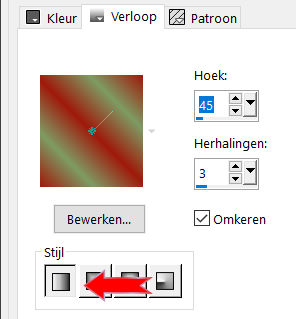 Kleur Verloop Patroon
Hoek:
45
Herhalingen:
3
Bewerken...
Omkeren
Stijl